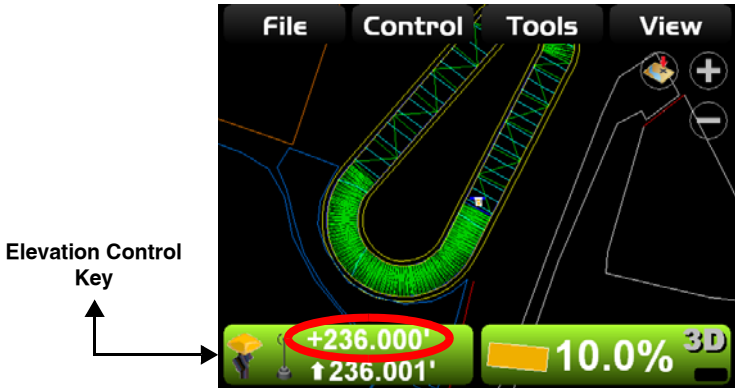 File Control Tools View
Elevation Control
Key
+236.000'
236.001'
10.0%
3D